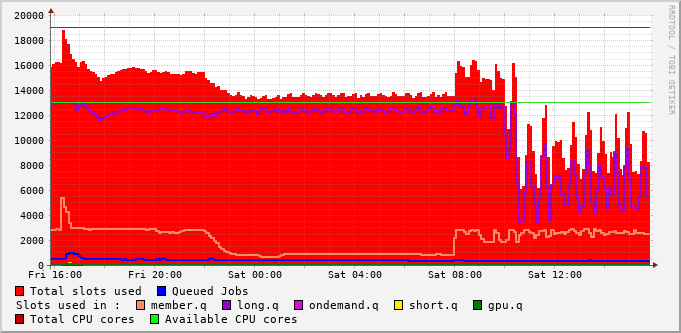 20000
18000
16000
14000
12000
10000
8000
6000
4000
2000
0
Fri 16:00 Fri 20:00 Sat 00:00 Sat 04:00 Sat 08:00 Sat 12:00
Total slots used Queued Jobs
Slots used in : member.q long.q ondemand.q short.q gpu.q
Total CPU cores Available CPU cores
RRDTOOL / TOBI OETIKER